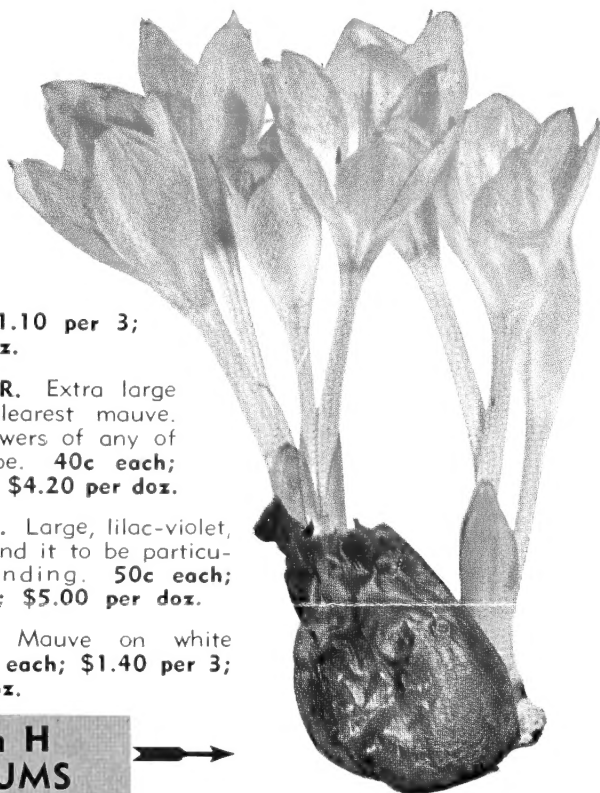 1.10 per 3;
z.
R. Extra large
learest mauve.
wers of any of
pe. 40c each;
$4.20 per doz.
. Large, lilac-violet,
nd it to be particu-
nding. 50c each;
; $5.00 per doz.
Mauve on white
each; $1.40 per 3;
oz.
H
UMS